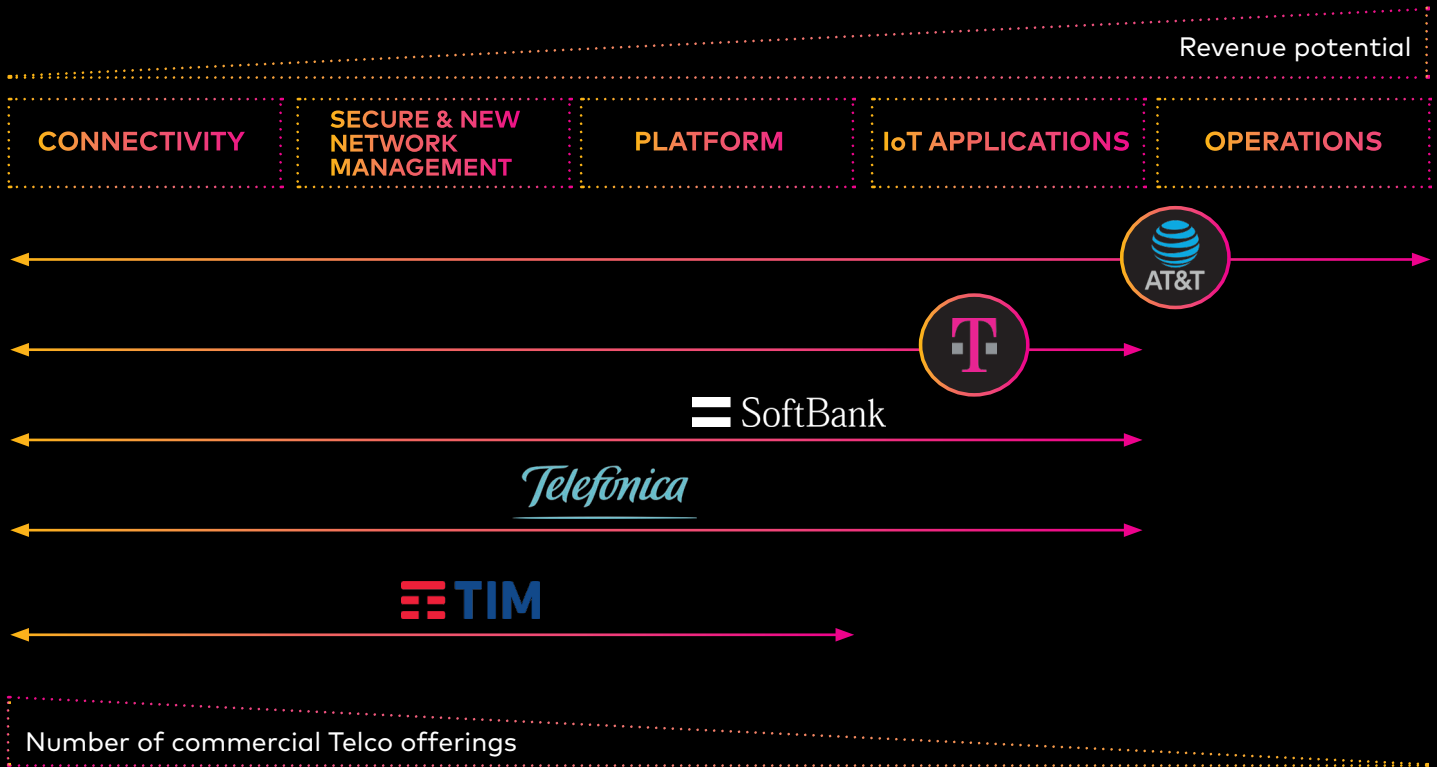 Revenue potential
CONNECTIVITY
SECURE & NEW
NETWORK
MANAGEMENT
PLATFORM
IoT APPLICATIONS
OPERATIONS
AT&T
T
SoftBank
Telefónica
TIM
Number of commercial Telco offerings